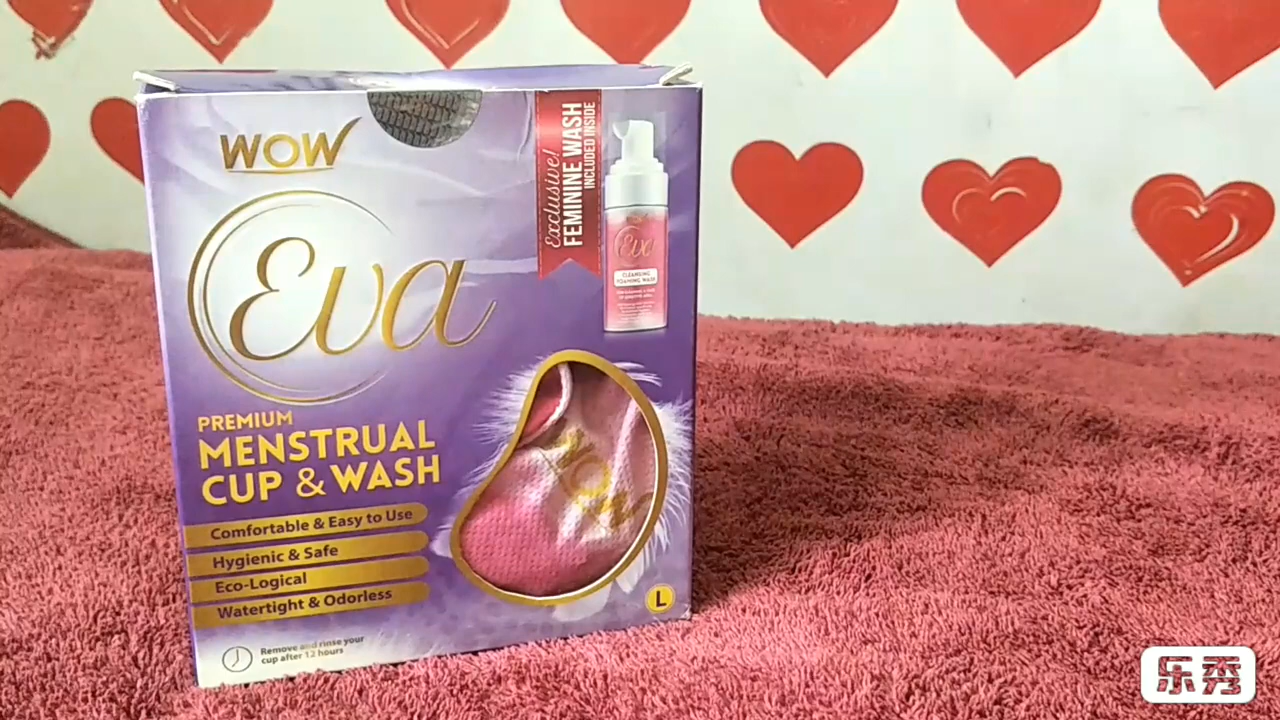 WOW
Eva
PREMIUM
MENSTRUAL
CUP & WASH
Comfortable & Easy to Use
Hygienic & Safe
Eco-Logical
Watertight & Odorless
Remove and rinse your
cup after 12 hours
Exclusive!
FEMININE WASH
INCLUDED INSIDE
Eva
CLEANSING
FOAMING WASH
WOW
L
乐秀